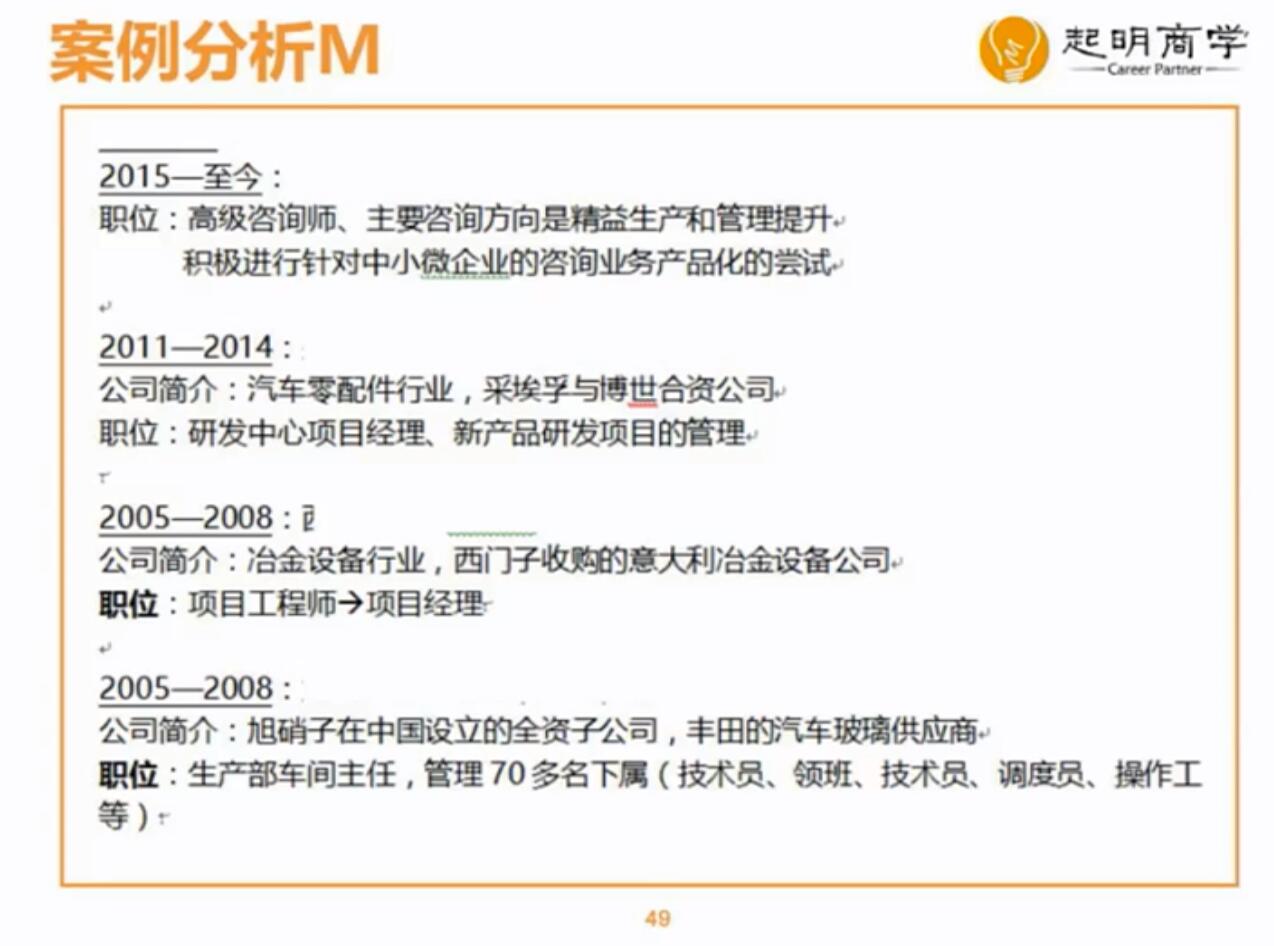 案例分析M
起明商学
Career Partner
2015—至今：
职位：高级咨询师、主要咨询方向是精益生产和管理提升
积极进行针对中小微企业的咨询业务产品化的尝试
2011—2014：
公司简介：汽车零配件行业，采埃孚与博世合资公司
职位：研发中心项目经理、新产品研发项目的管理
2005—2008：
公司简介：冶金设备行业，西门子收购的意大利冶金设备公司
职位：项目工程师→项目经理
2005—2008：
公司简介：旭硝子在中国设立的全资子公司，丰田的汽车玻璃供应商
职位：生产部车间主任，管理 70 多名下属（技术员、领班、技术员、调度员、操作工
等）
49